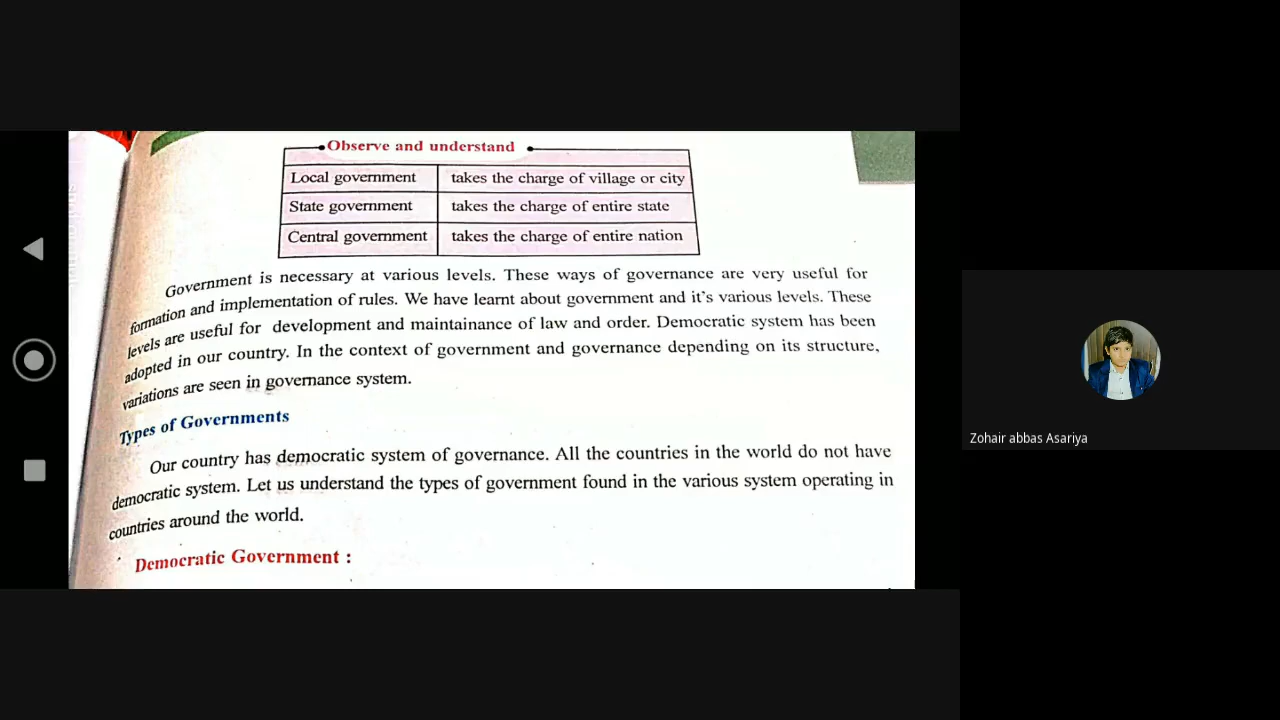 Observe and understand
Local government takes the charge of village or city
State government takes the charge of entire state
Central government takes the charge of entire nation
Government is necessary at various levels. These ways of governance are very useful for
formation and implementation of rules. We have learnt about government and it's various levels. These
levels are useful for development and maintainance of law and order. Democratic system has been
adopted in our country. In the context of government and governance depending on its structure,
variations are seen in governance system.
Types of Governments
Our country has democratic system of governance. All the countries in the world do not have
democratic system. Let us understand the types of government found in the various system operating in
countries around the world.
Democratic Government :
Zohair abbas Asariya